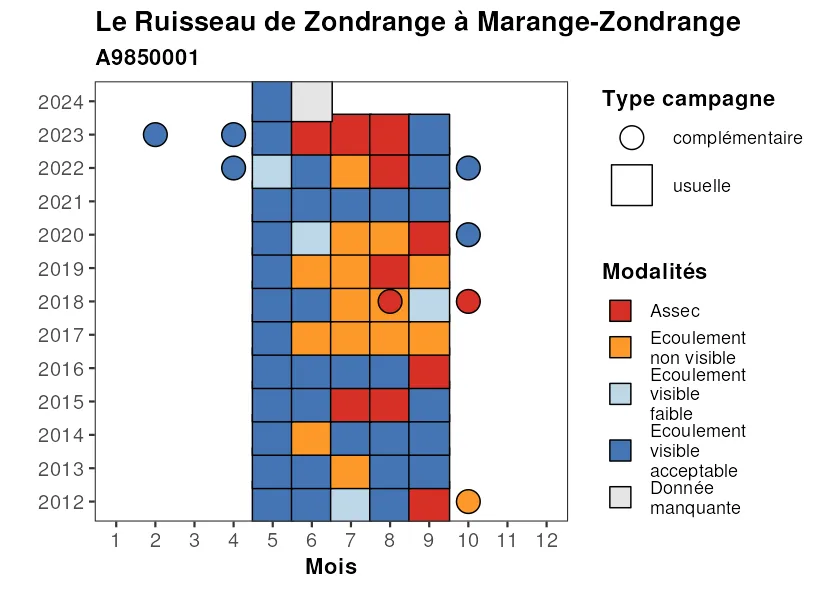 Le Ruisseau de Zondrange à Marange-Zondrange
A9850001
2024
2023
2022
2021
2020
2019
2018
2017
2016
2015
2014
2013
2012
1 2 3 4 5 6 7 8 9 10 11 12
Mois
Type campagne
complémentaire
usuelle
Modalités
Assec
Ecoulement
non visible
Ecoulement
visible
faible
Ecoulement
visible
acceptable
Donnée
manquante